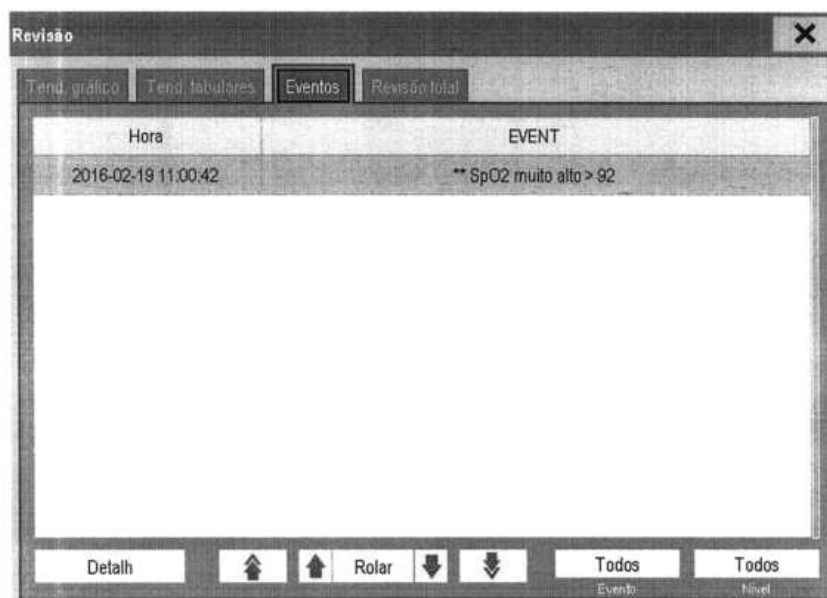 Revisão
Tend. gráfico Tend. tabulares Eventos Revisão total
Hora EVENT
2016-02-19 11:00:42 ** SpO2 muito alto > 92
Detalh Rolar Todos Todos
Evento Nível